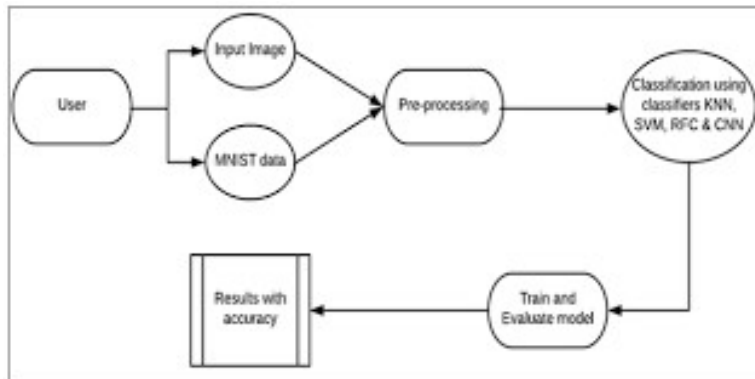 Input Image
User
MNIST data
Pre-processing
Classification using
classifiers KNN,
SVM, RFC & CNN
Results with
accuracy
Train and
Evaluate model